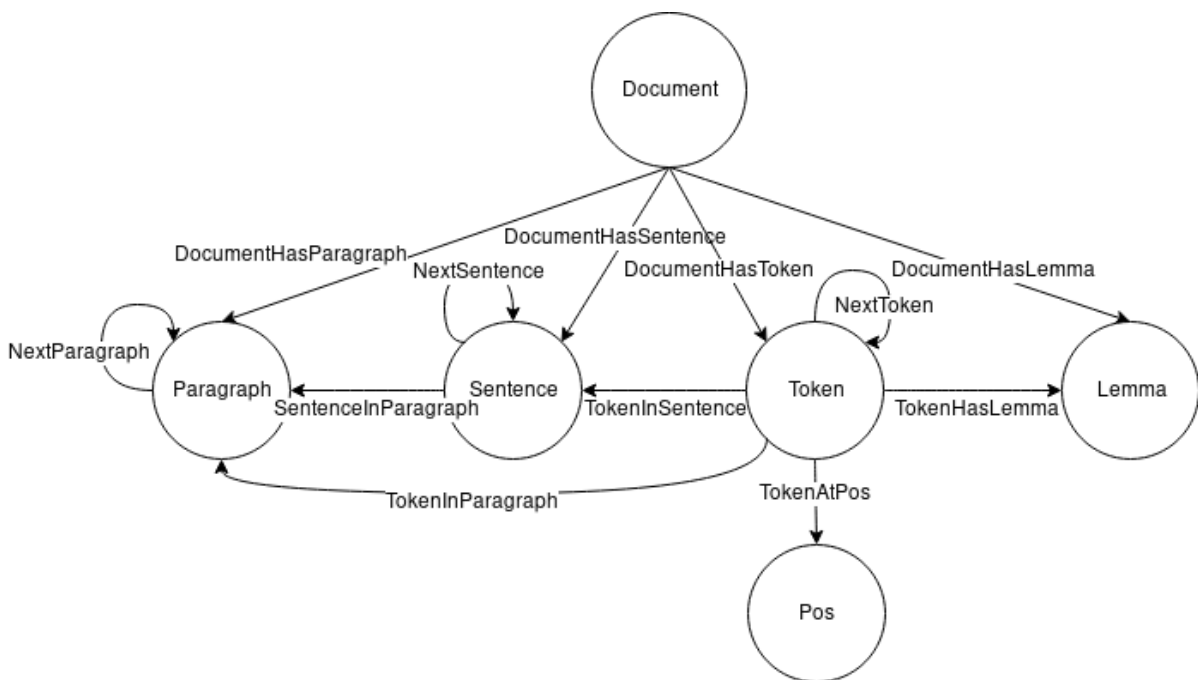 Document
DocumentHasParagraph
DocumentHasSentence
NextSentence
DocumentHasToken
DocumentHasLemma
NextToken
NextParagraph
Paragraph
Sentence
Token
Lemma
SentenceInParagraph
TokenInSentence
TokenHasLemma
TokenInParagraph
TokenAtPos
Pos